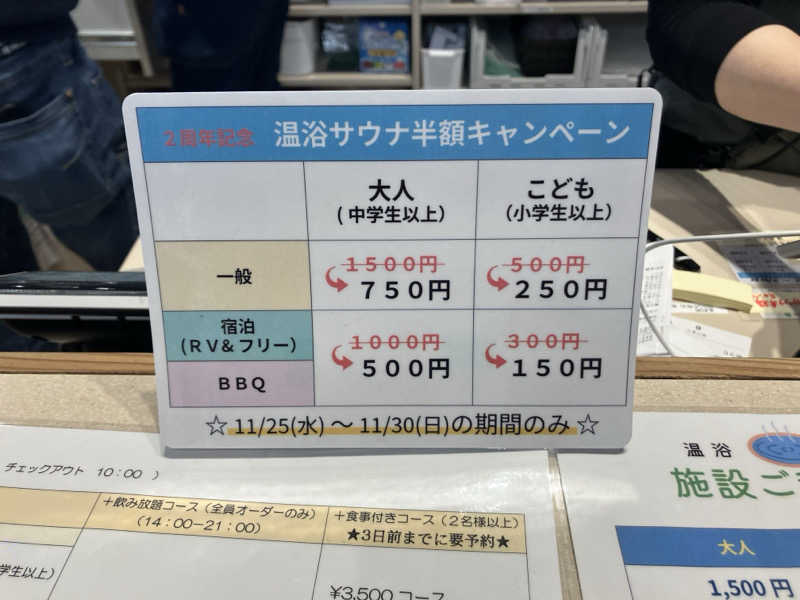 2周年記念 温浴サウナ半額キャンペーン
大人
(中学生以上)
こども
(小学生以上)
一般
1500円
750円
500円
250円
宿泊
(RV&フリー)
BBQ
1000円
500円
300円
150円
☆11/25(水)～11/30(日)の期間のみ☆
チェックアウト 10:00 )
+飲み放題コース(全員オーダーのみ)
(14:00-21:00)
+食事付きコース(2名様以上)
★3日前までに要予約★
学生以上)
¥3,500 コース
温浴
施設ご
大人
1,500円